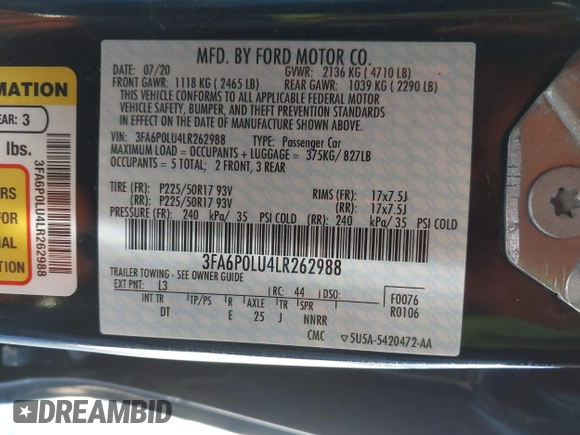 MFD. BY FORD MOTOR CO.
DATE: 07/20 GVWR: 2136 KG ( 4710 LB)
FRONT GAWR: 1118 KG ( 2465 LB) REAR GAWR: 1039 KG ( 2290 LB)
THIS VEHICLE CONFORMS TO ALL APPLICABLE FEDERAL MOTOR
VEHICLE SAFETY, BUMPER, AND THEFT PREVENTION STANDARDS
IN EFFECT ON THE DATE OF MANUFACTURE SHOWN ABOVE.
VIN: 3FA6P0LU4LR262988 TYPE: Passenger Car
MAXIMUM LOAD = OCCUPANTS + LUGGAGE = 375KG/ 827LB
OCCUPANTS = 5 TOTAL; 2 FRONT, 3 REAR
TIRE (FR): P225/50R17 93V RIMS (FR): 17x7.5J
(RR): P225/50R17 93V (RR): 17x7.5J
PRESSURE (FR): 240 kPa/ 35 PSI COLD (RR): 240 kPa/ 35 PSI COLD
3FA6P0LU4LR262988
TRAILER TOWING - SEE OWNER GUIDE
EXT PNT: L3 RC: 44 DSO: F0076
INT TR TP/PS R AXLE TR SPR R0106
DT E 25 J NNRR
CMC ▽5U5A-5420472-AA
ORMATION
EAR: 3
lbs.
RS
FOR
NAL
ATION
3FA6P0LU4LR262988
DREAMBID